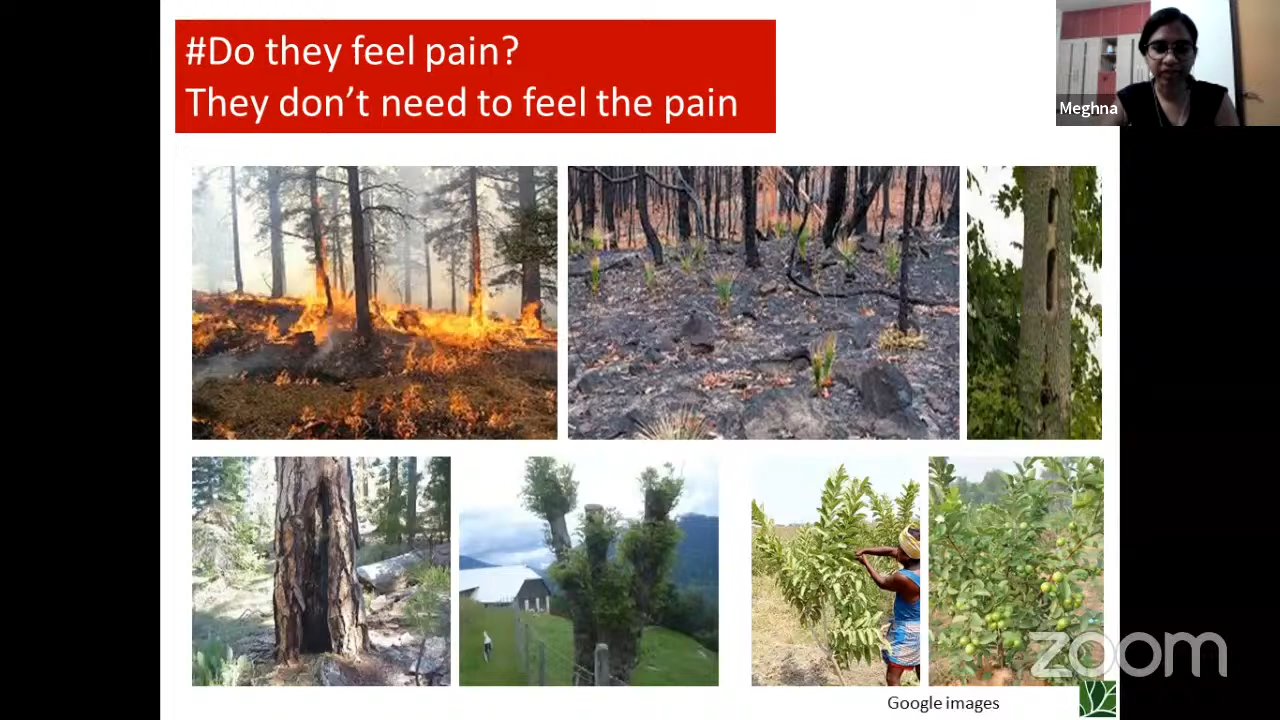 #Do they feel pain?
They don't need to feel the pain
Meghna
zoom
Google images